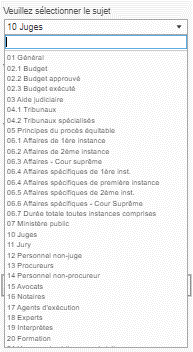 Veuillez sélectionner le sujet
10 Juges
01 Général
02.1 Budget
02.2 Budget approuvé
02.3 Budget exécuté
03 Aide judiciaire
04.1 Tribunaux
04.2 Tribunaux spécialisés
05 Principes du procès équitable
06.1 Affaires de 1ère instance
06.2 Affaires de 2ème instance
06.3 Affaires - Cour suprême
06.4 Affaires spécifiques de 1ère inst.
06.4 Affaires spécifiques de première instance
06.5 Affaires spécifiques de 2ème inst.
06.6 Affaires spécifiques - Cour Suprême
06.7 Durée totale toutes instances comprises
07 Ministère public
10 Juges
11 Jury
12 Personnel non-juge
13 Procureurs
14 Personnel non-procureur
15 Avocats
16 Notaires
17 Agents d'exécution
18 Experts
19 Interprètes
20 Formation